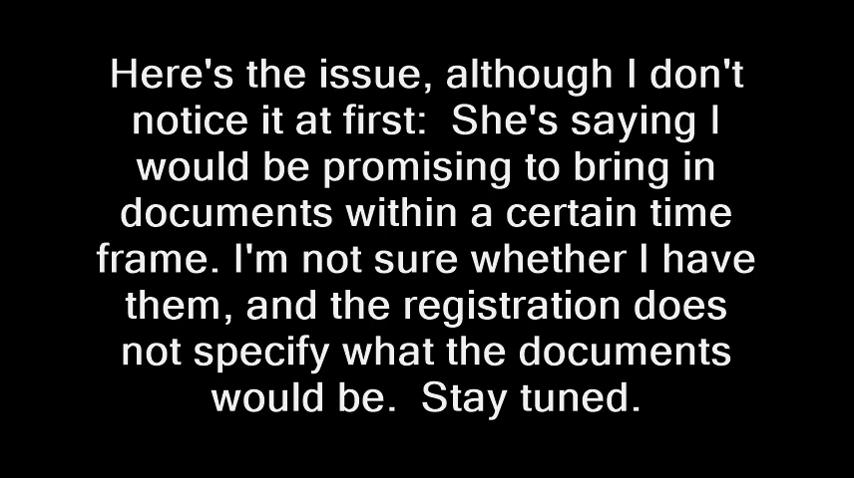 Here's the issue, although I don't
notice it at first:  She's saying I
would be promising to bring in
documents within a certain time
frame. I'm not sure whether I have
them, and the registration does
not specify what the documents
would be.  Stay tuned.